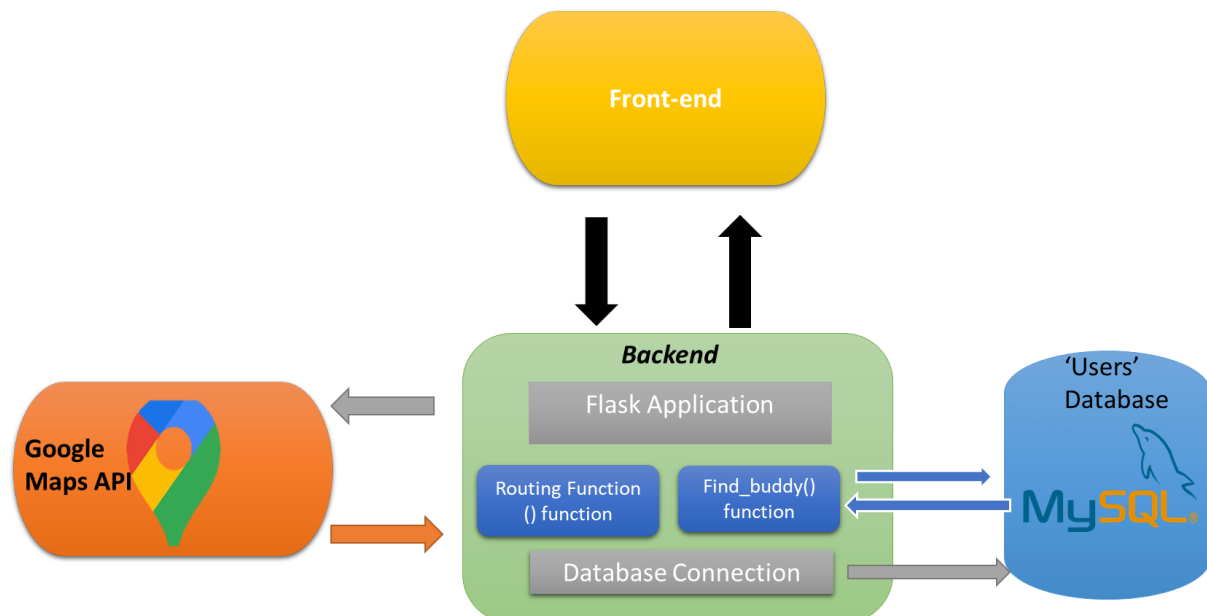 Front-end
Backend
Flask Application
Google
Maps API
Routing Function
() function
Find_buddy()
function
Database Connection
‘Users’
Database
MySQL®